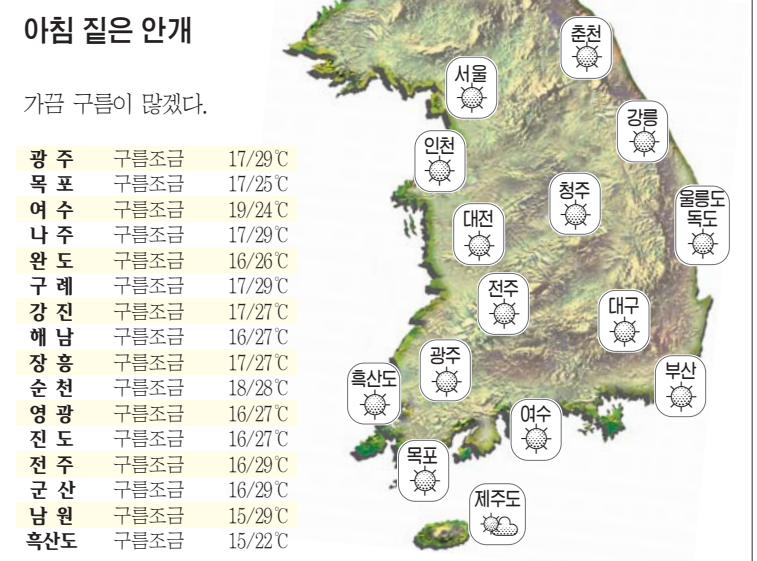 아침 짙은 안개
가끔 구름이 많겠다.
광 주 구름조금 17/29℃
목 포 구름조금 17/25℃
여 수 구름조금 19/24℃
나 주 구름조금 17/29℃
완 도 구름조금 16/26℃
구 례 구름조금 17/29℃
강 진 구름조금 17/27℃
해 남 구름조금 16/27℃
장 흥 구름조금 17/27℃
순 천 구름조금 18/28℃
영 광 구름조금 16/27℃
진 도 구름조금 16/27℃
전 주 구름조금 16/29℃
군 산 구름조금 16/29℃
남 원 구름조금 15/29℃
흑산도 구름조금 15/22℃
춘천
서울
강릉
인천
청주
울릉도
독도
대전
전주
대구
광주
부산
흑산도
여수
목포
제주도